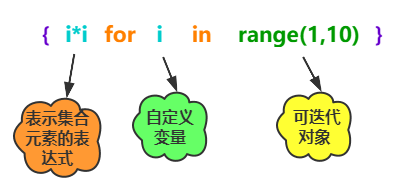 { i*i for i in range(1,10) }
表示集合
元素的表
达式
自定义
变量
可迭代
对象